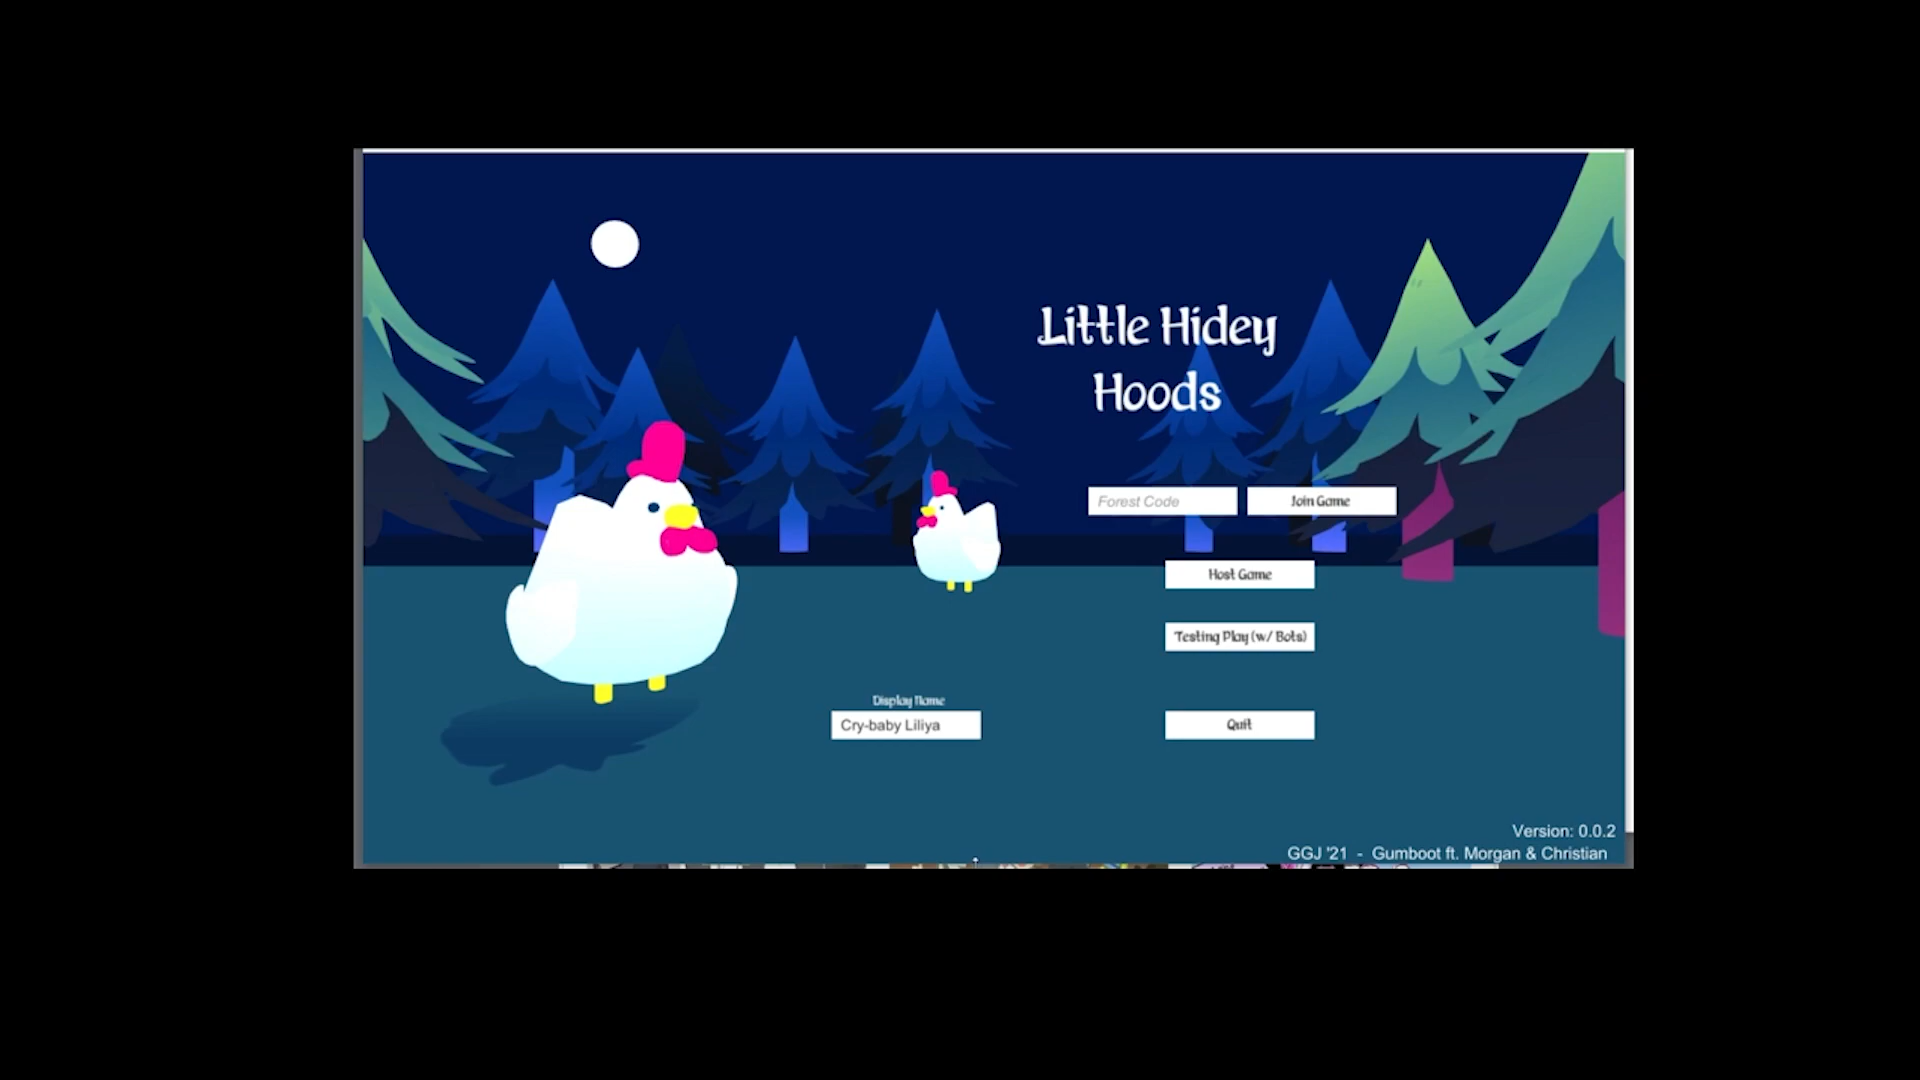 Little Hidey
Hoods
Forest Code
Join Game
Host Game
Testing Play (w/ Bots)
Display Name
Cry-baby Liliya
Quit
Version: 0.0.2
GGJ '21 - Gumboot ft. Morgan & Christian